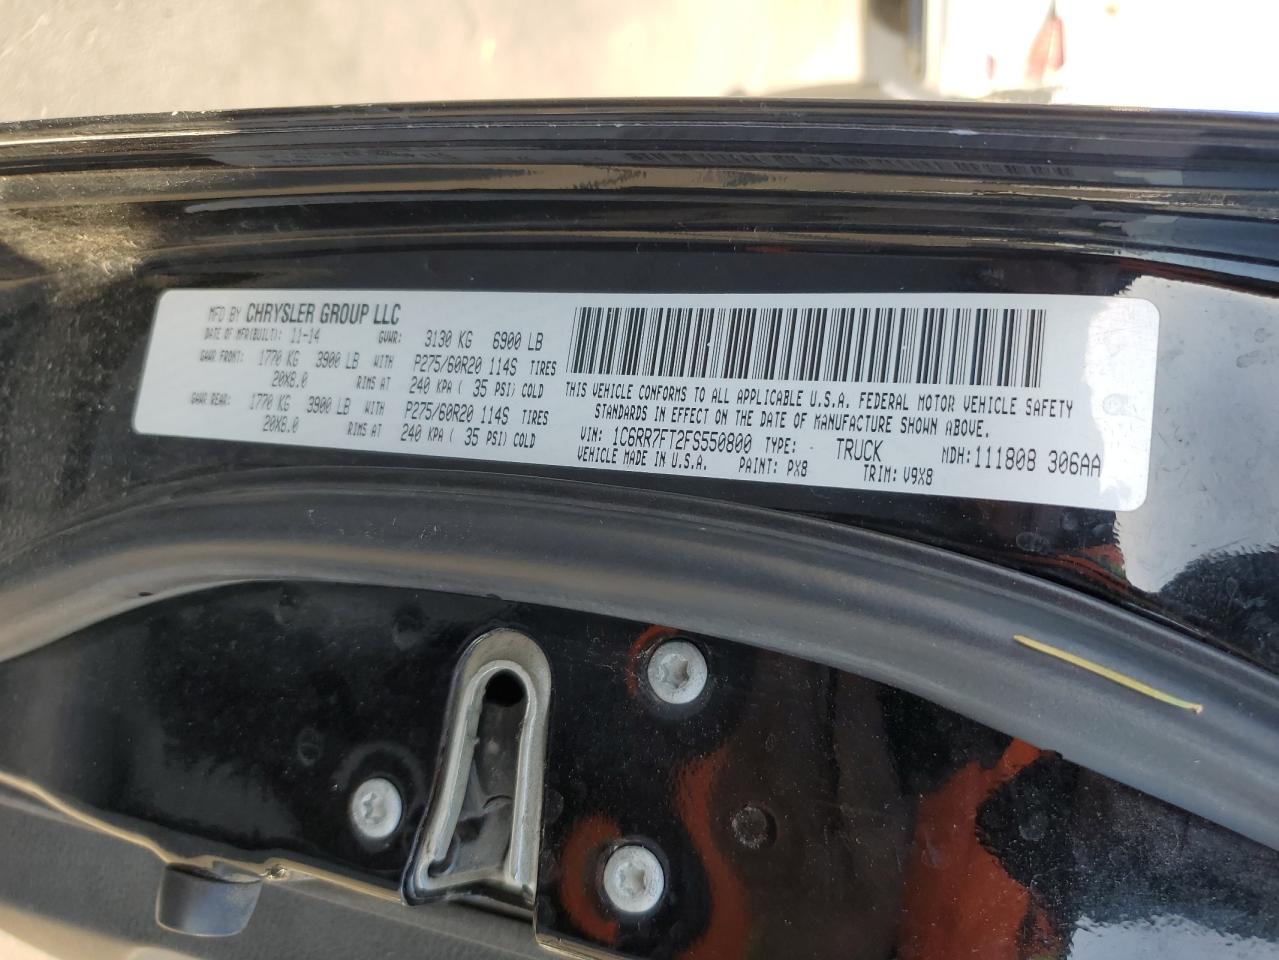 MFD BY CHRYSLER GROUP LLC
DATE OF MFR(BUILT): 11-14 GVWR: 3130 KG 6900 LB
GAWR FRONT: 1770 KG 3900 LB WITH P275/60R20 114S TIRES
20X8.0 RIMS AT 240 KPA ( 35 PSI) COLD
GAWR REAR: 1770 KG 3900 LB WITH P275/60R20 114S TIRES
20X8.0 RIMS AT 240 KPA ( 35 PSI) COLD
THIS VEHICLE CONFORMS TO ALL APPLICABLE U.S.A. FEDERAL MOTOR VEHICLE SAFETY
STANDARDS IN EFFECT ON THE DATE OF MANUFACTURE SHOWN ABOVE.
VIN: 1C6RR7FT2FS550800 TYPE: TRUCK MDH:111808 306AA
VEHICLE MADE IN U.S.A. PAINT: PX8 TRIM: V9X8